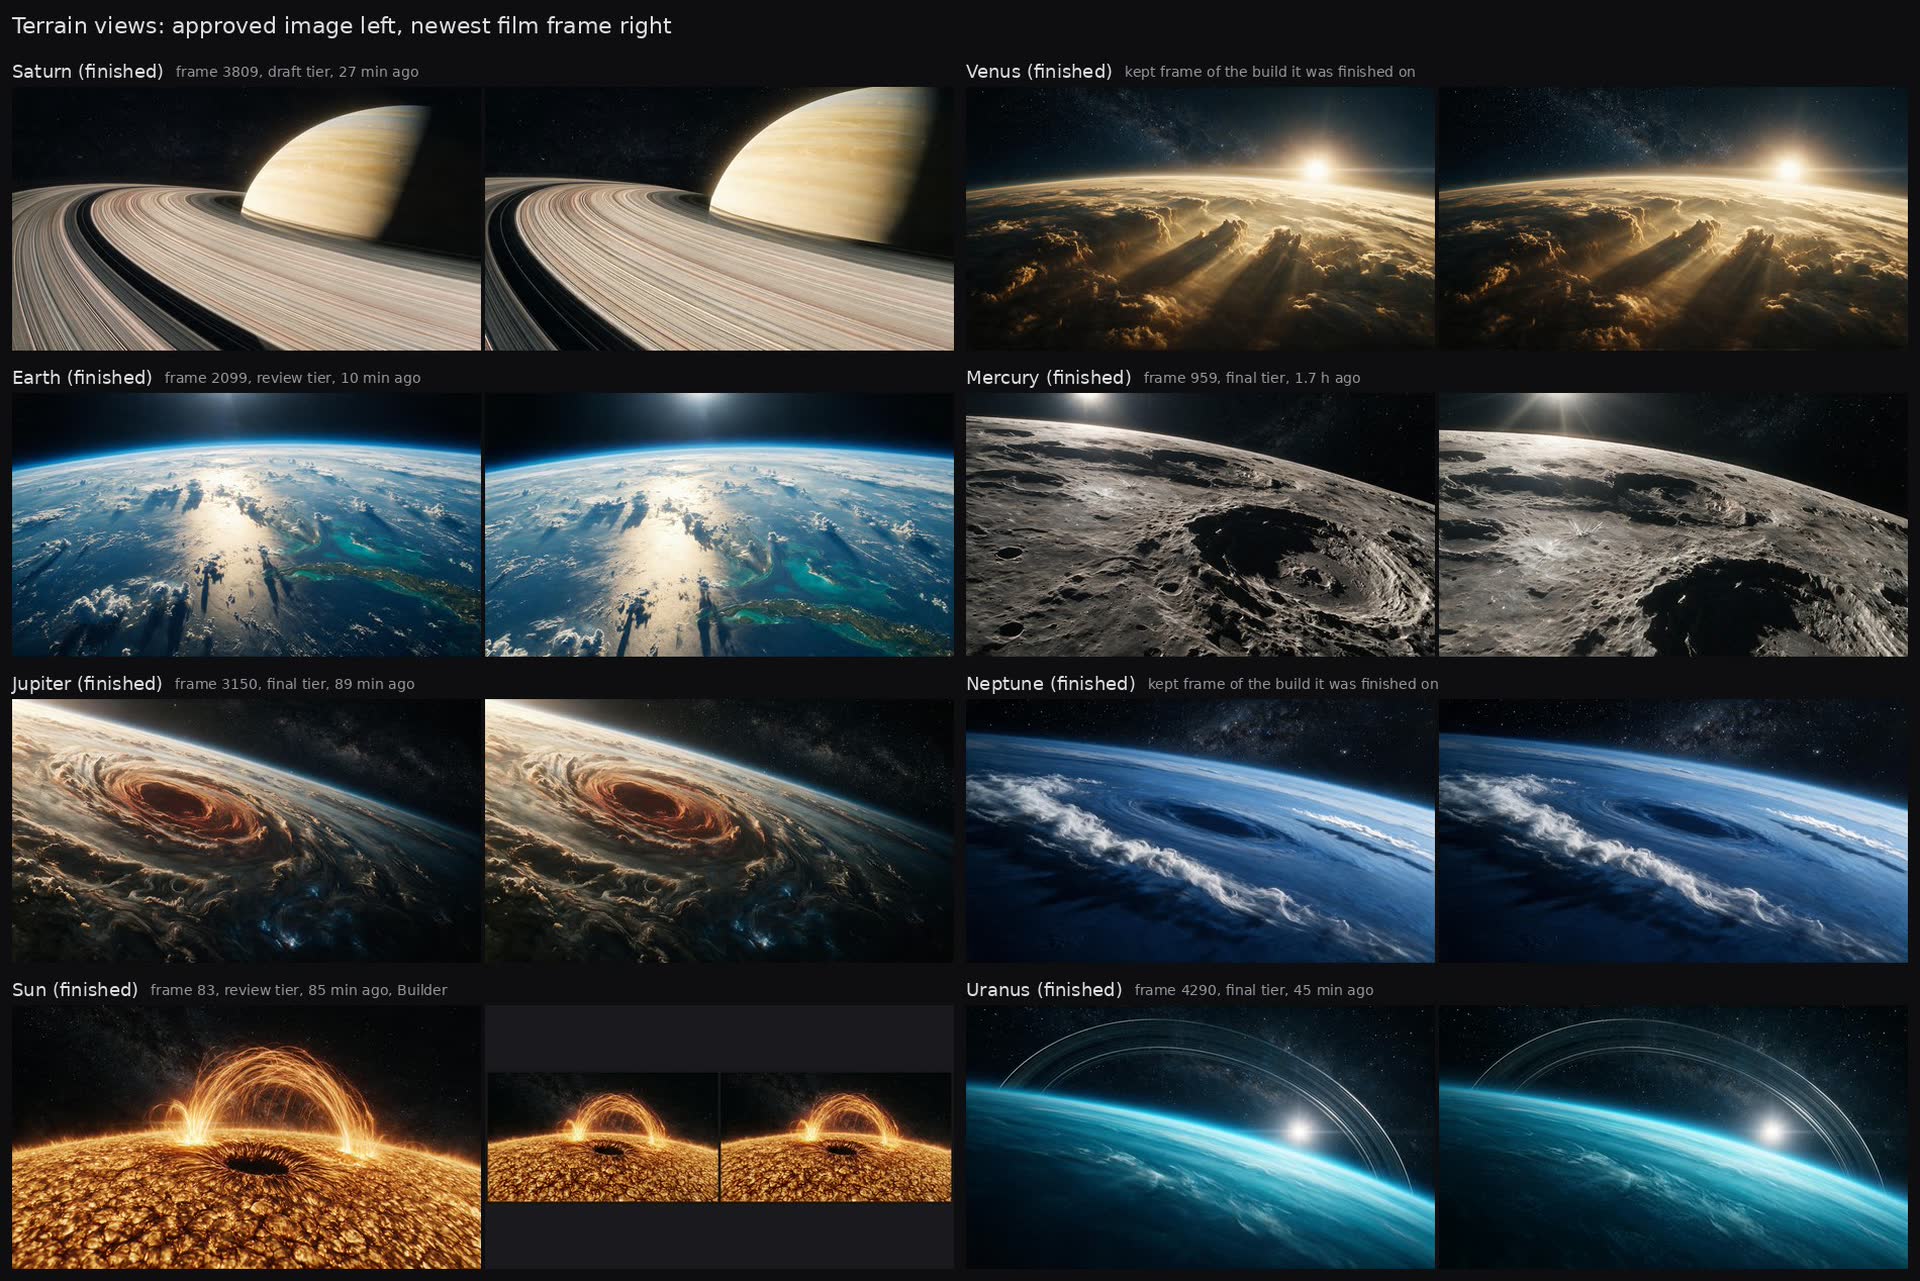 Terrain views: approved image left, newest film frame right
Saturn (finished) frame 3809, draft tier, 27 min ago
Venus (finished) kept frame of the build it was finished on
Earth (finished) frame 2099, review tier, 10 min ago
Mercury (finished) frame 959, final tier, 1.7 h ago
Jupiter (finished) frame 3150, final tier, 89 min ago
Neptune (finished) kept frame of the build it was finished on
Sun (finished) frame 83, review tier, 85 min ago, Builder
Uranus (finished) frame 4290, final tier, 45 min ago